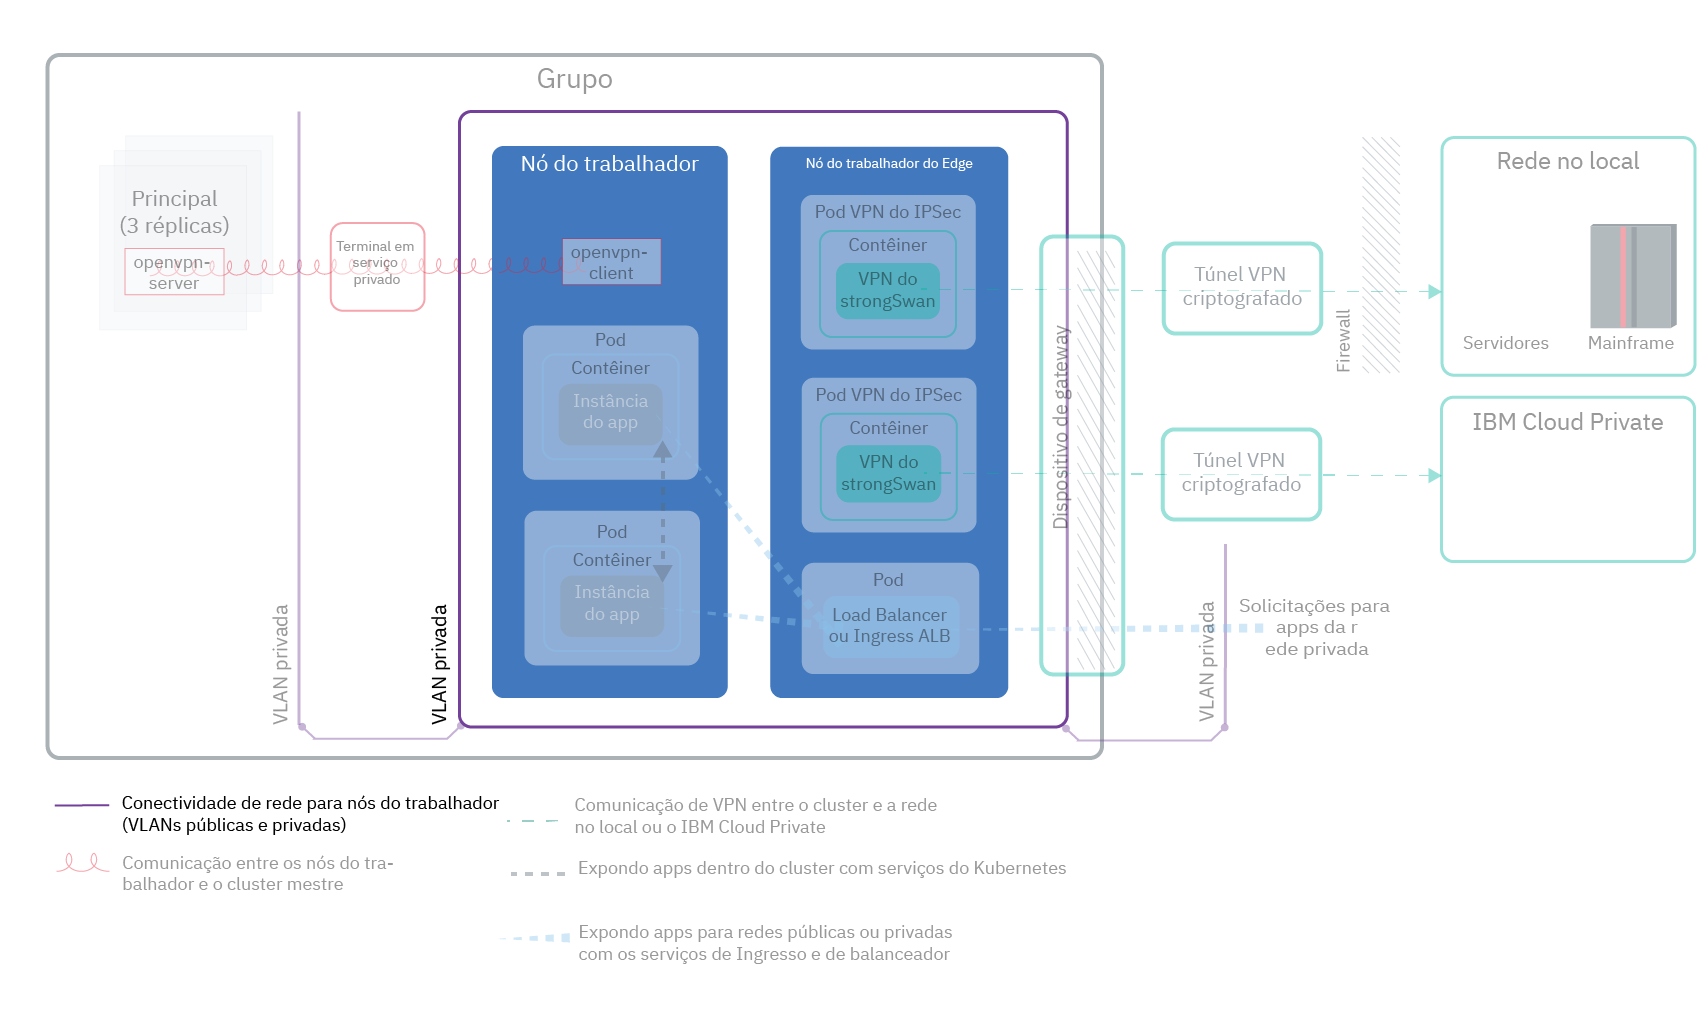 Grupo
Principal
(3 réplicas)
openvpn-
server
VLAN privada
Terminal em
serviço
privado
VLAN privada
Nó do trabalhador
openvpn-
client
Pod
Contêiner
Instância
do app
Pod
Contêiner
Instância
do app
Nó do trabalhador do Edge
Pod VPN do IPSec
Contêiner
VPN do
strongSwan
Pod VPN do IPSec
Contêiner
VPN do
strongSwan
Pod
Load Balancer
ou Ingress ALB
Dispositivo de gateway
Túnel VPN
criptografado
Túnel VPN
criptografado
Firewall
Rede no local
Servidores
Mainframe
IBM Cloud Private
VLAN privada
Solicitações para
apps da r
ede privada
Conectividade de rede para nós do trabalhador
(VLANs públicas e privadas)
Comunicação entre os nós do tra-
balhador e o cluster mestre
Comunicação de VPN entre o cluster e a rede
no local ou o IBM Cloud Private
Expondo apps dentro do cluster com serviços do Kubernetes
Expondo apps para redes públicas ou privadas
com os serviços de Ingresso e de balanceador